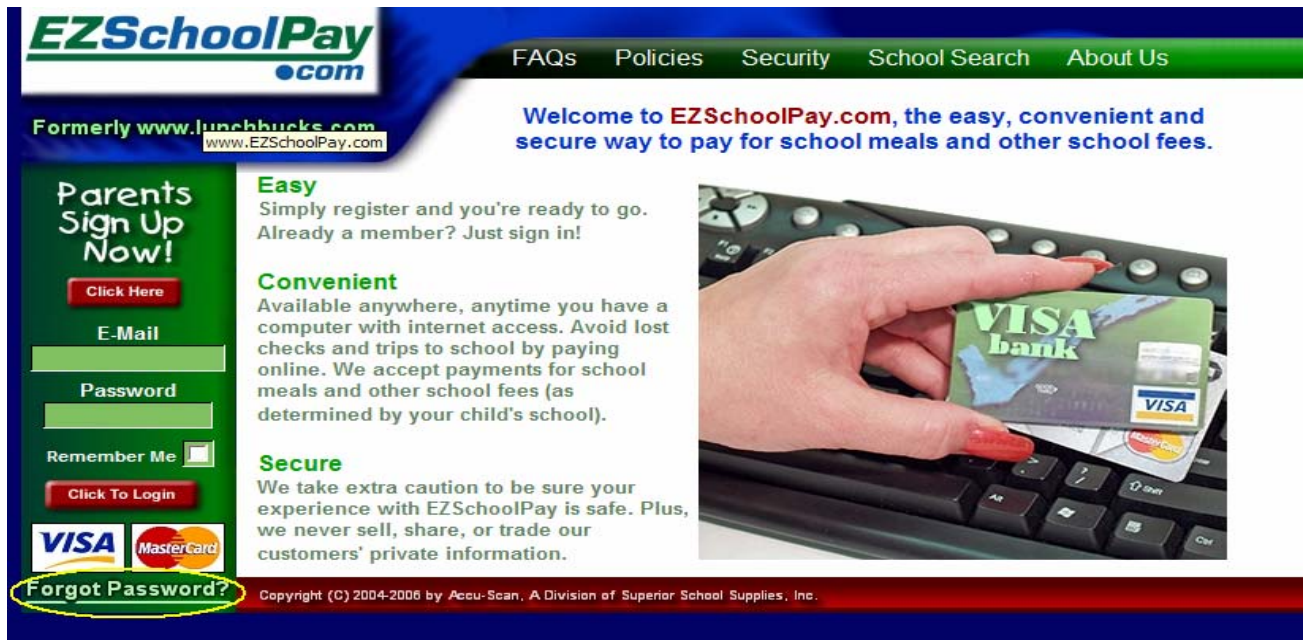 EZSchoolPay
.com
FAQs Policies Security School Search About Us
Formerly www.lunchbucks.com
www.EZSchoolPay.com
Welcome to EZSchoolPay.com, the easy, convenient and
secure way to pay for school meals and other school fees.
Parents
Sign Up
Now!
Click Here
E-Mail
Password
Remember Me
Click To Login
VISA MasterCard
Forgot Password?
Easy
Simply register and you're ready to go.
Already a member? Just sign in!
Convenient
Available anywhere, anytime you have a
computer with internet access. Avoid lost
checks and trips to school by paying
online. We accept payments for school
meals and other school fees (as
determined by your child's school).
Secure
We take extra caution to be sure your
experience with EZSchoolPay is safe. Plus,
we never sell, share, or trade our
customers' private information.
VISA
bank
VISA
MasterCard
Shift
Alt
Ctrl
Copyright (C) 2004-2006 by Accu-Scan, A Division of Superior School Supplies, Inc.